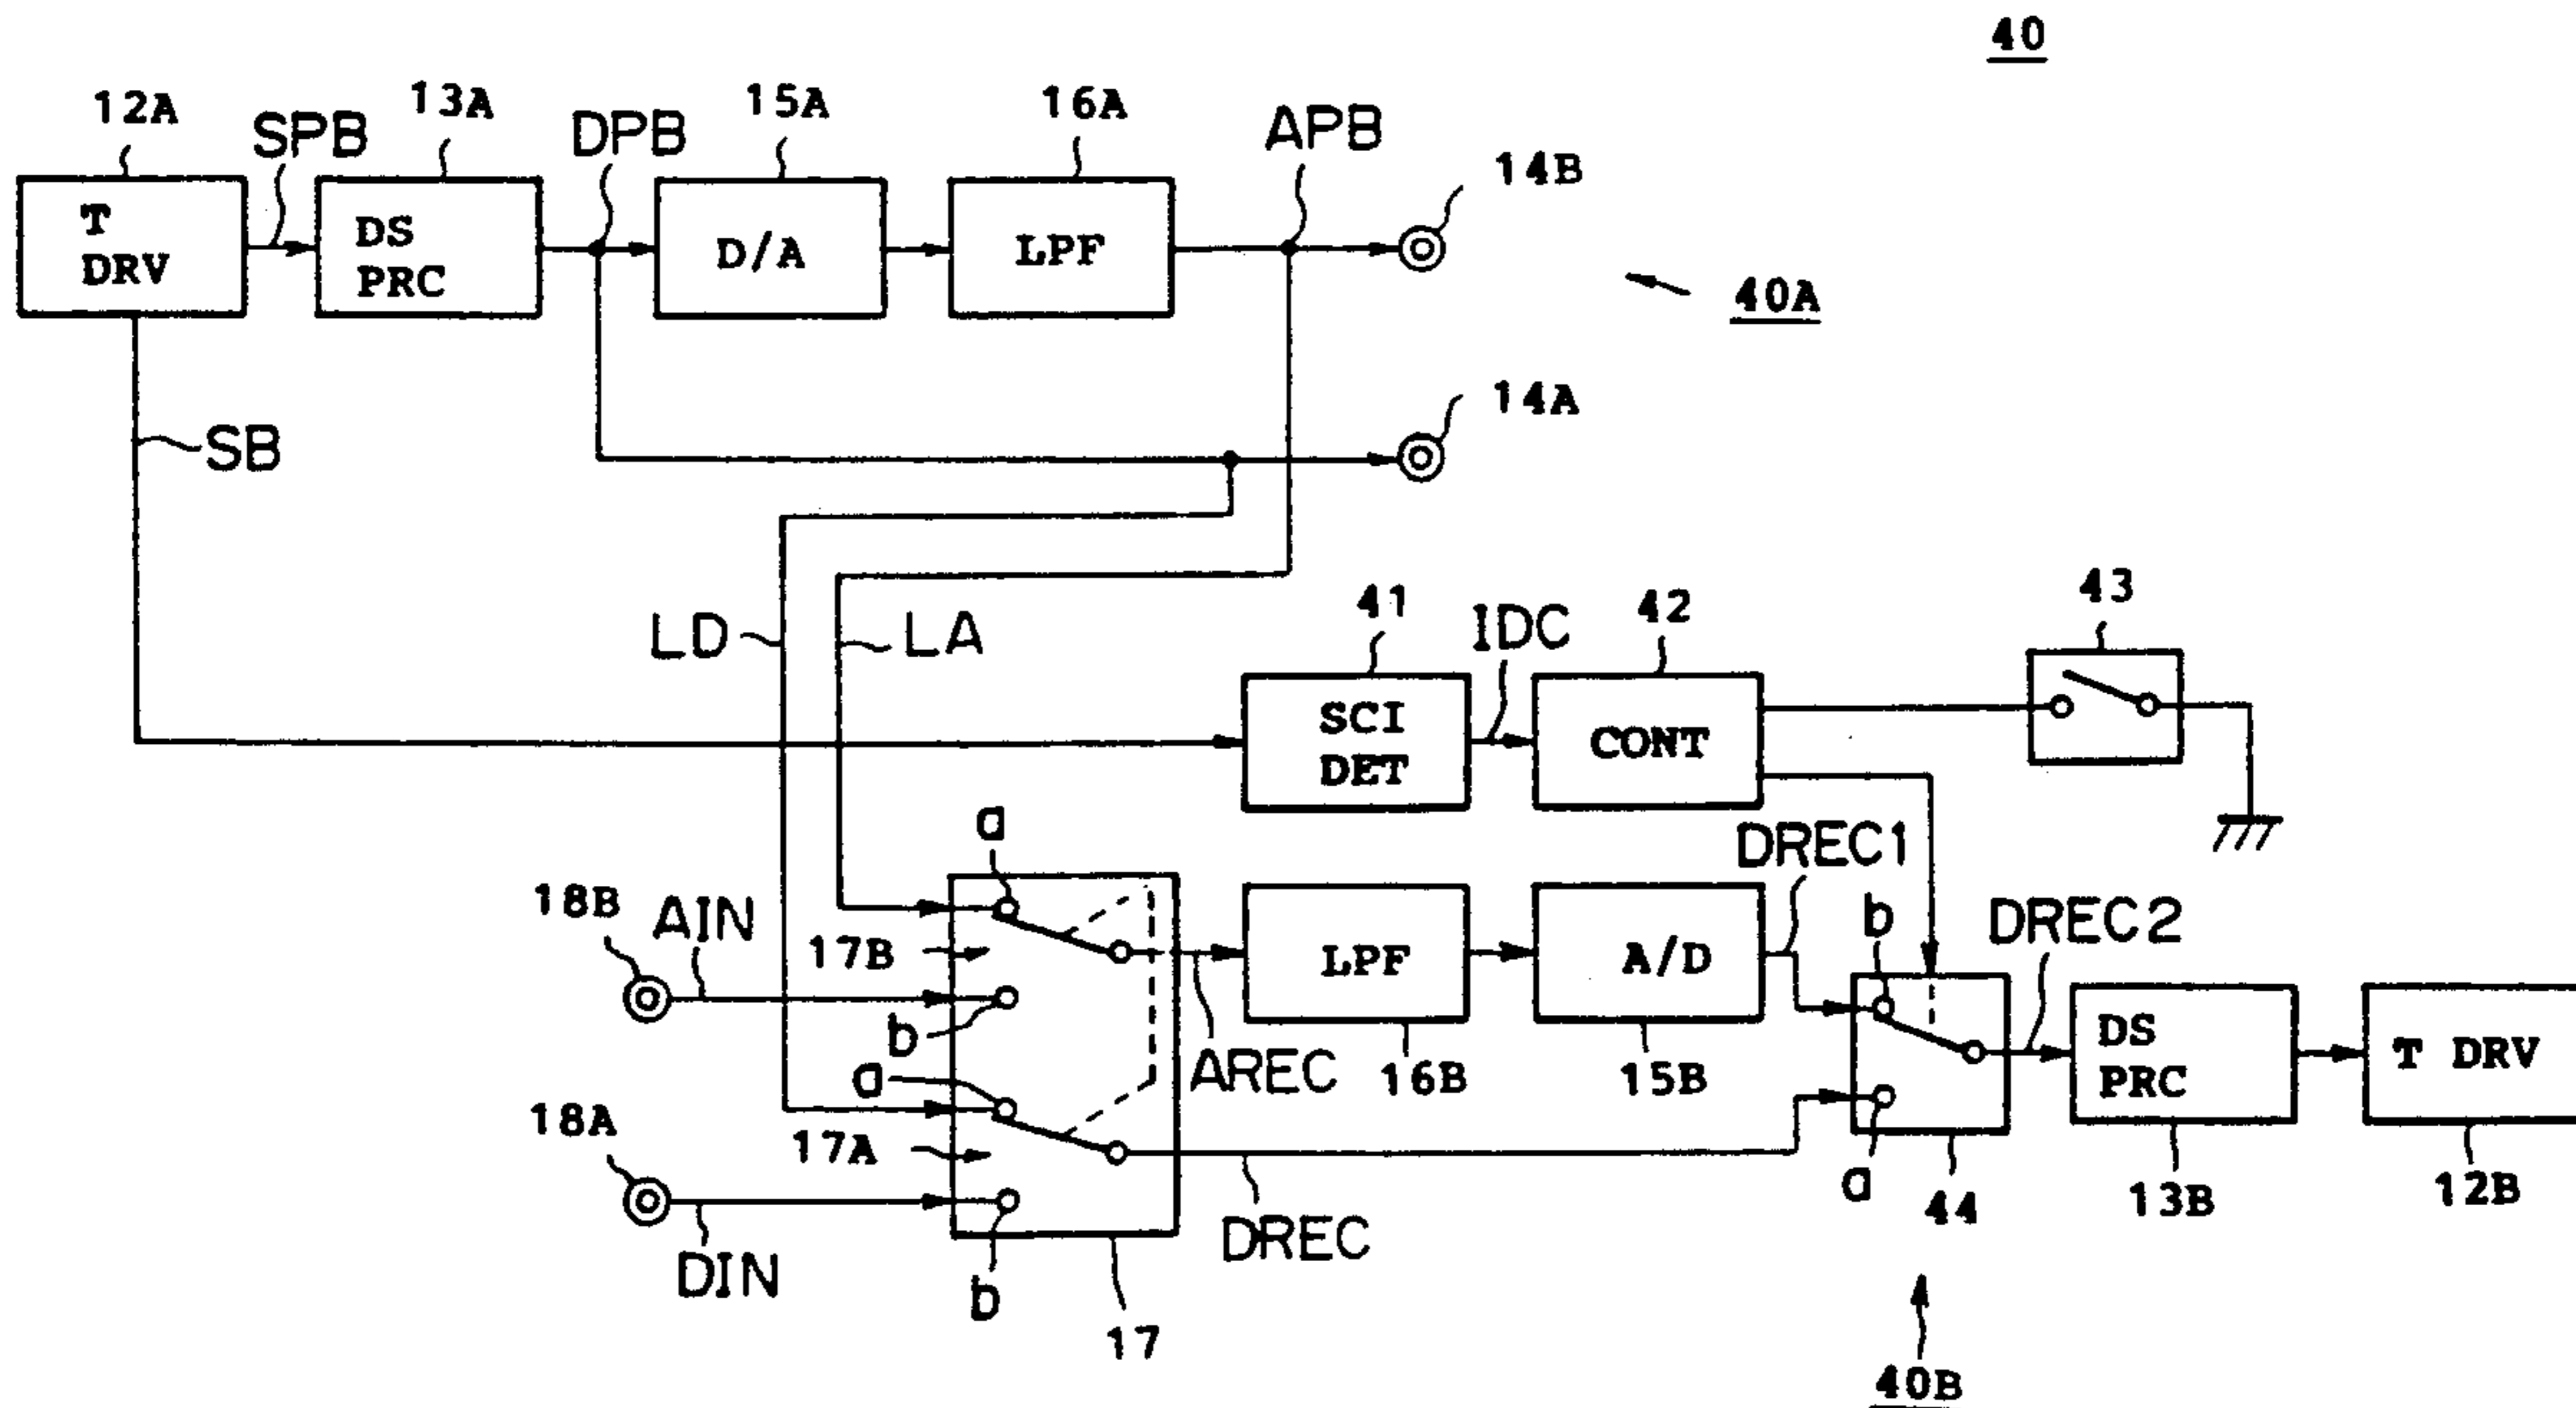 40
12A
SPB
13A
DPB
15A
16A
APB
14B
T
DRV
DS
PRC
D/A
LPF
40A
14A
SB
LD
LA
41
IDC
42
43
SCI
DET
CONT
a
DREC1
18B
AIN
17B
LPF
A/D
b
DREC2
b
a
AREC
16B
15B
DS
PRC
T DRV
18A
17A
a
44
13B
12B
DIN
b
DREC
17
40B